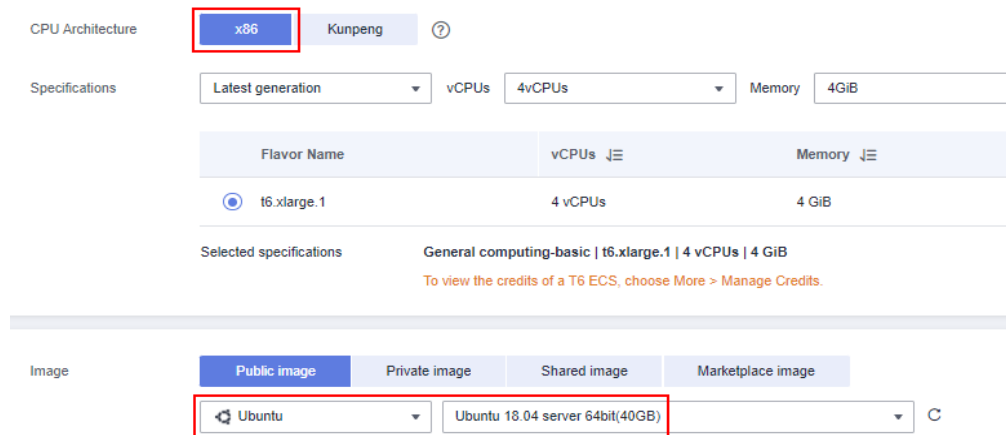 CPU Architecture x86 Kunpeng ?
Specifications Latest generation vCPUs 4vCPUs Memory 4GiB
Flavor Name vCPUs Memory
t6.xlarge.1 4 vCPUs 4 GiB
Selected specifications General computing-basic | t6.xlarge.1 | 4 vCPUs | 4 GiB
To view the credits of a T6 ECS, choose More > Manage Credits.
Image Public image Private image Shared image Marketplace image
Ubuntu Ubuntu 18.04 server 64bit(40GB)